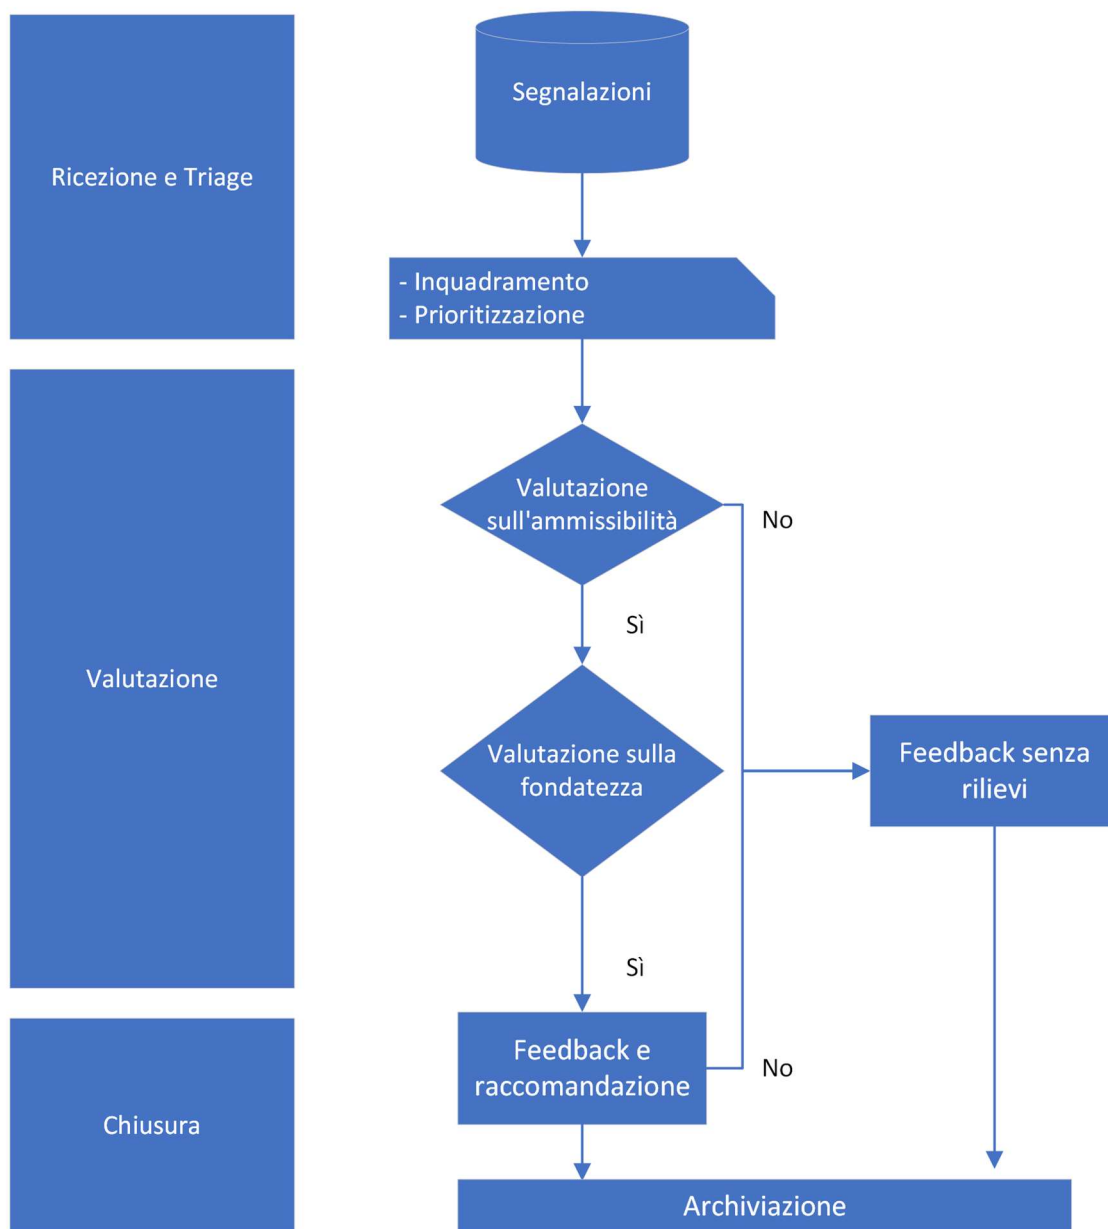 Ricezione e Triage
Segnalazioni
- Inquadramento
- Prioritizzazione
Valutazione
Valutazione
sull'ammissibilità
No
Sì
Valutazione sulla
fondatezza
Feedback senza
rilievi
Sì
Chiusura
Feedback e
raccomandazione
No
Archiviazione